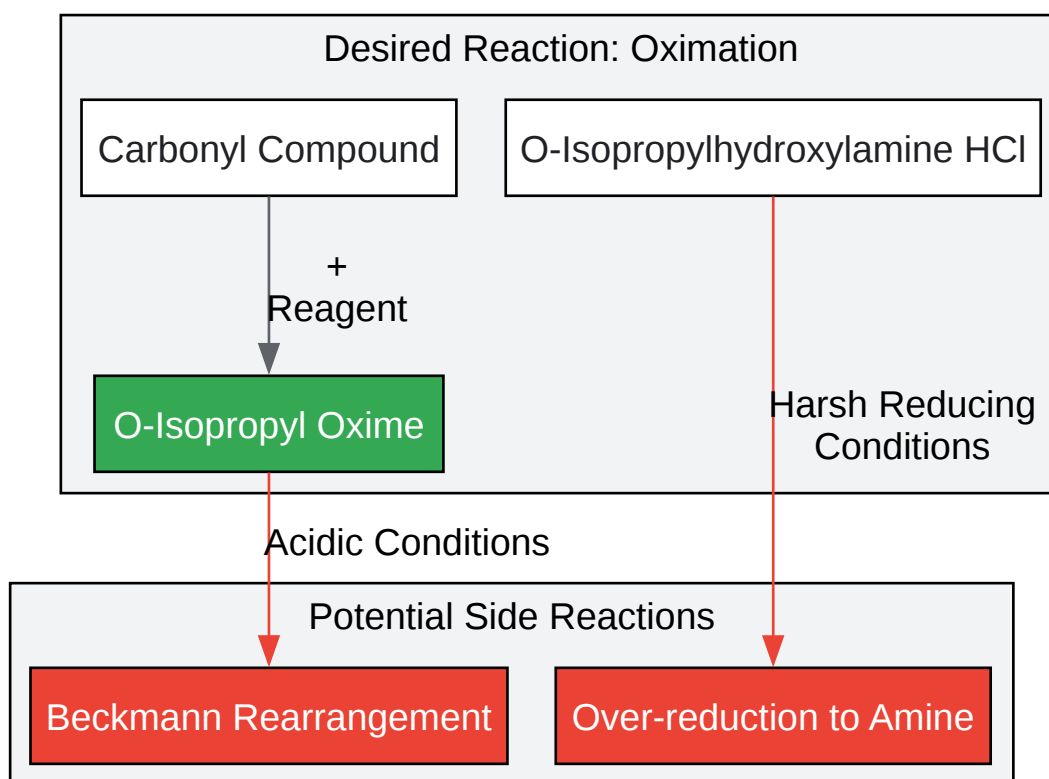 Desired Reaction: Oximation
Carbonyl Compound
O-Isopropylhydroxylamine HCl
+
Reagent
O-Isopropyl Oxime
Harsh Reducing
Conditions
Acidic Conditions
Potential Side Reactions
Beckmann Rearrangement
Over-reduction to Amine